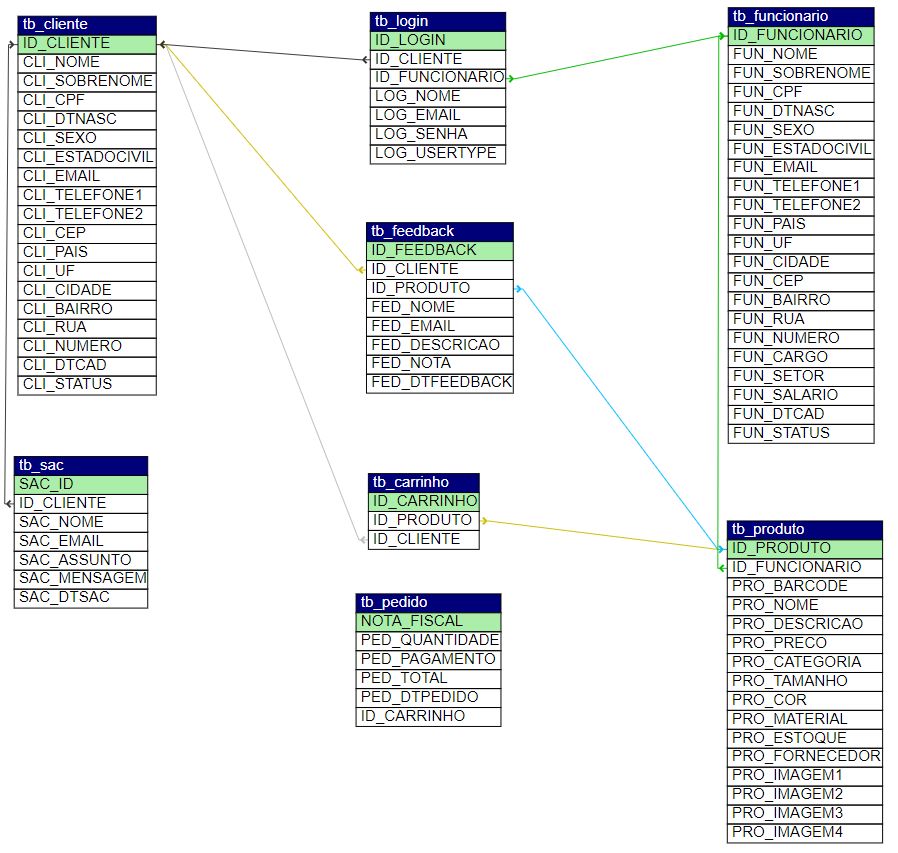 tb_cliente
ID_CLIENTE
CLI_NOME
CLI_SOBRENOME
CLI_CPF
CLI_DTNASC
CLI_SEXO
CLI_ESTADOCIVIL
CLI_EMAIL
CLI_TELEFONE1
CLI_TELEFONE2
CLI_CEP
CLI_PAIS
CLI_UF
CLI_CIDADE
CLI_BAIRRO
CLI_RUA
CLI_NUMERO
CLI_DTCAD
CLI_STATUS
tb_sac
SAC_ID
ID_CLIENTE
SAC_NOME
SAC_EMAIL
SAC_ASSUNTO
SAC_MENSAGEM
SAC_DTSAC
tb_login
ID_LOGIN
ID_CLIENTE
ID_FUNCIONARIO
LOG_NOME
LOG_EMAIL
LOG_SENHA
LOG_USERTYPE
tb_feedback
ID_FEEDBACK
ID_CLIENTE
ID_PRODUTO
FED_NOME
FED_EMAIL
FED_DESCRICAO
FED_NOTA
FED_DTFEEDBACK
tb_carrinho
ID_CARRINHO
ID_PRODUTO
ID_CLIENTE
tb_pedido
NOTA_FISCAL
PED_QUANTIDADE
PED_PAGAMENTO
PED_TOTAL
PED_DTPEDIDO
ID_CARRINHO
tb_funcionario
ID_FUNCIONARIO
FUN_NOME
FUN_SOBRENOME
FUN_CPF
FUN_DTNASC
FUN_SEXO
FUN_ESTADOCIVIL
FUN_EMAIL
FUN_TELEFONE1
FUN_TELEFONE2
FUN_PAIS
FUN_UF
FUN_CIDADE
FUN_CEP
FUN_BAIRRO
FUN_RUA
FUN_NUMERO
FUN_CARGO
FUN_SETOR
FUN_SALARIO
FUN_DTCAD
FUN_STATUS
tb_produto
ID_PRODUTO
ID_FUNCIONARIO
PRO_BARCODE
PRO_NOME
PRO_DESCRICAO
PRO_PRECO
PRO_CATEGORIA
PRO_TAMANHO
PRO_COR
PRO_MATERIAL
PRO_ESTOQUE
PRO_FORNECEDOR
PRO_IMAGEM1
PRO_IMAGEM2
PRO_IMAGEM3
PRO_IMAGEM4